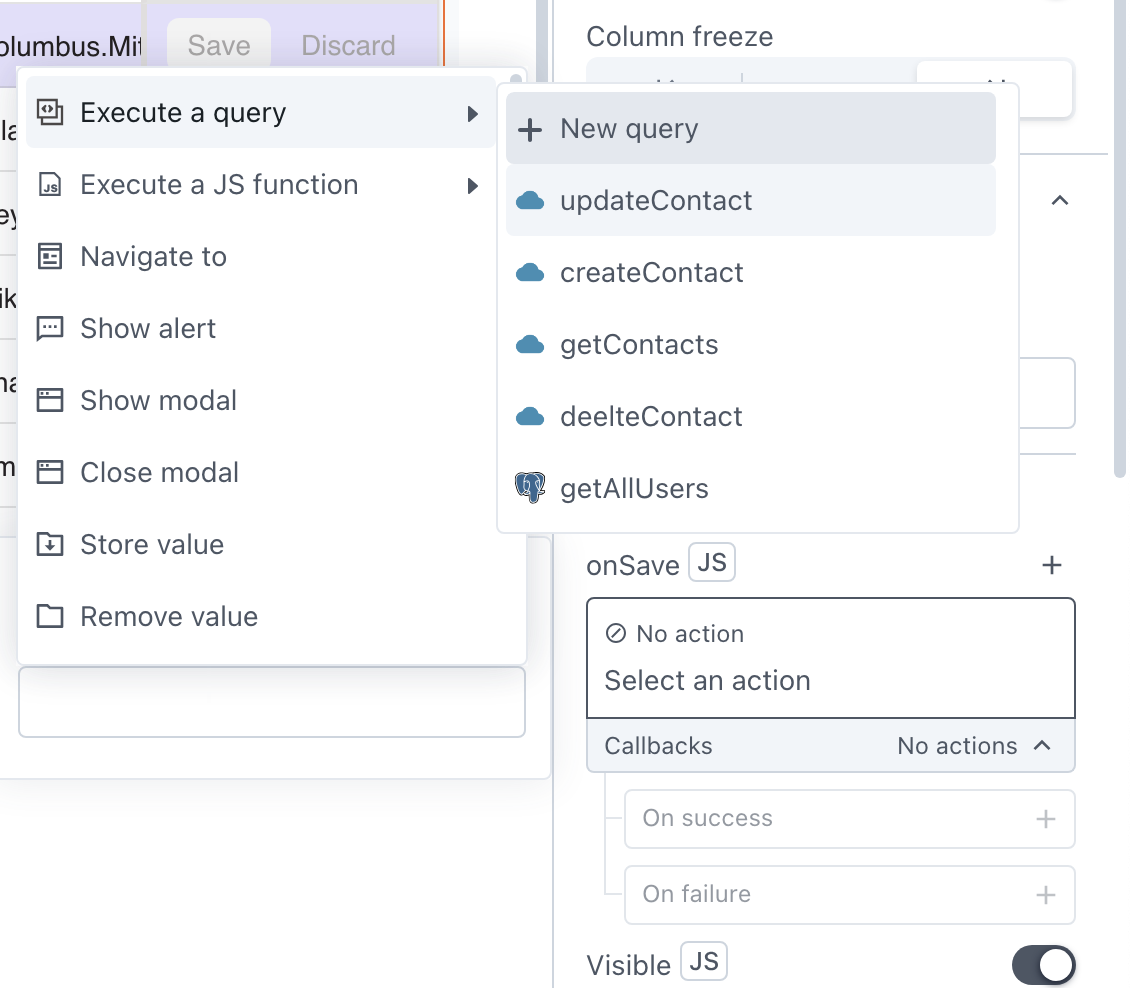 Column freeze
olumbus.Mit
Save
Discard
Execute a query
Execute a JS function
Navigate to
Show alert
Show modal
Close modal
Store value
Remove value
New query
updateContact
createContact
getContacts
deelteContact
getAllUsers
onSave JS
No action
Select an action
Callbacks No actions
On success
On failure
Visible JS